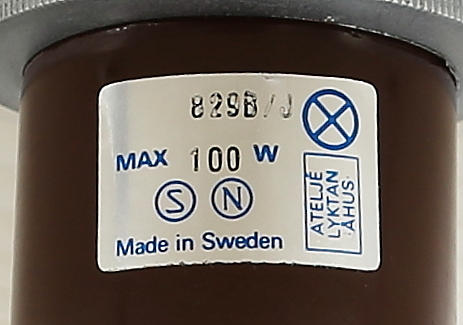 829B/J
MAX 100 W
S N
Made in Sweden
ATELJÉ
LYKTAN
·ÅHUS·